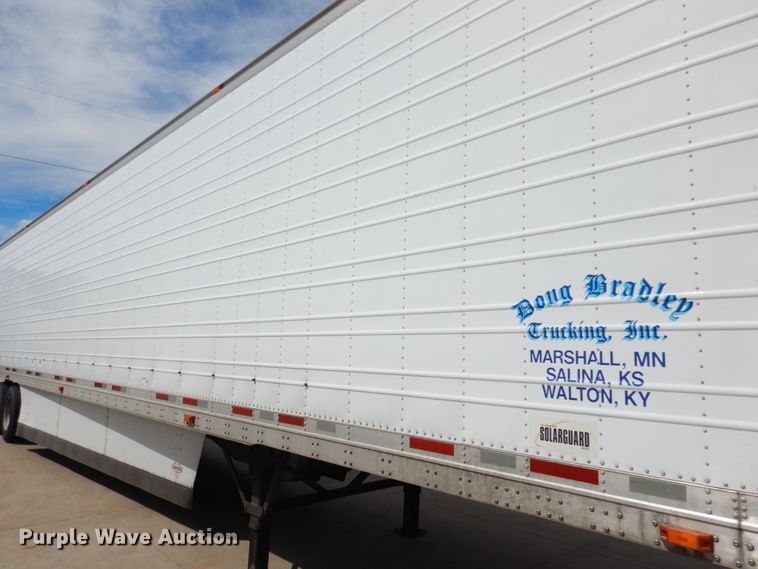 Doug Bradley
Trucking, Inc.
MARSHALL, MN
SALINA, KS
WALTON, KY
SOLARGUARD
Purple Wave Auction